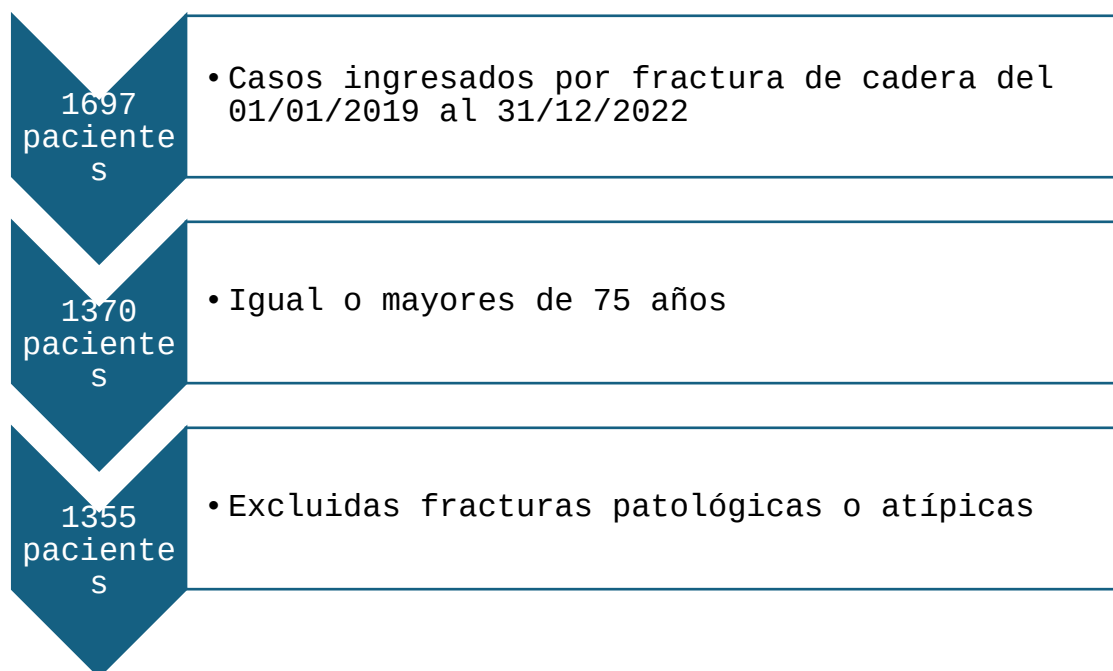 1697
paciente
s
• Casos ingresados por fractura de cadera del
01/01/2019 al 31/12/2022
1370
paciente
s
• Igual o mayores de 75 años
1355
paciente
s
• Excluidas fracturas patológicas o atípicas